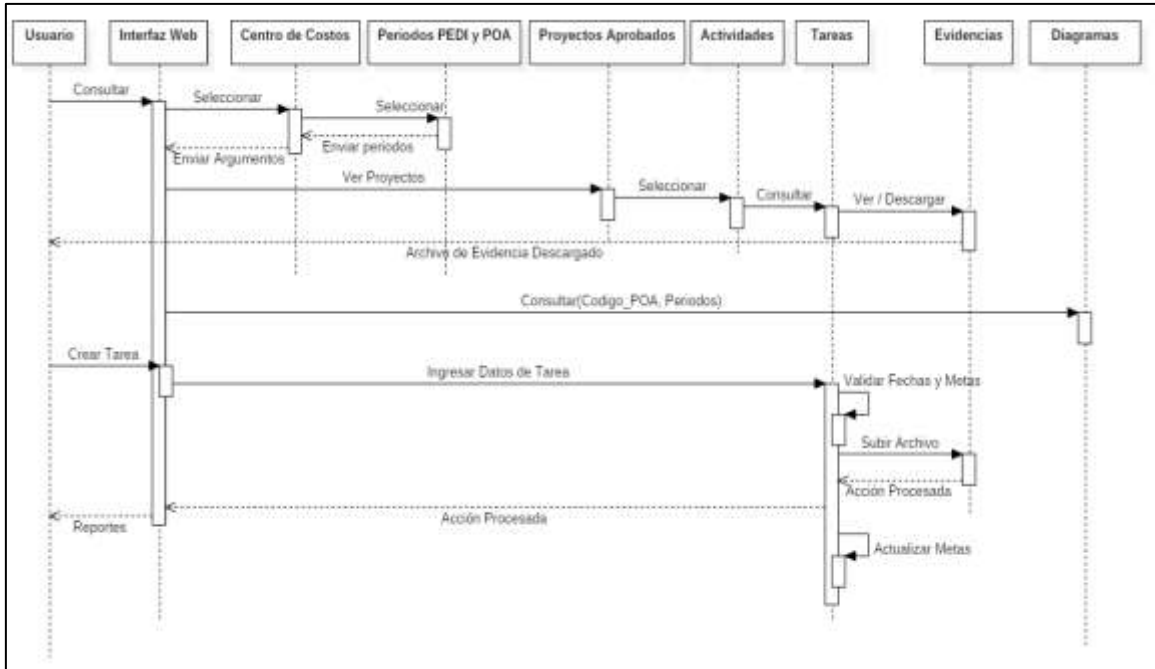 Usuario
Interfaz Web
Centro de Costos
Periodos PEDI y POA
Proyectos Aprobados
Actividades
Tareas
Evidencias
Diagramas
Consultar
Seleccionar
Seleccionar
Enviar periodos
Enviar Argumentos
Ver Proyectos
Seleccionar
Consultar
Ver / Descargar
Archivo de Evidencia Descargado
Consultar(Codigo_POA, Periodos)
Crear Tarea
Ingresar Datos de Tarea
Validar Fechas y Metas
Subir Archivo
Acción Procesada
Acción Procesada
Reportes
Actualizar Metas